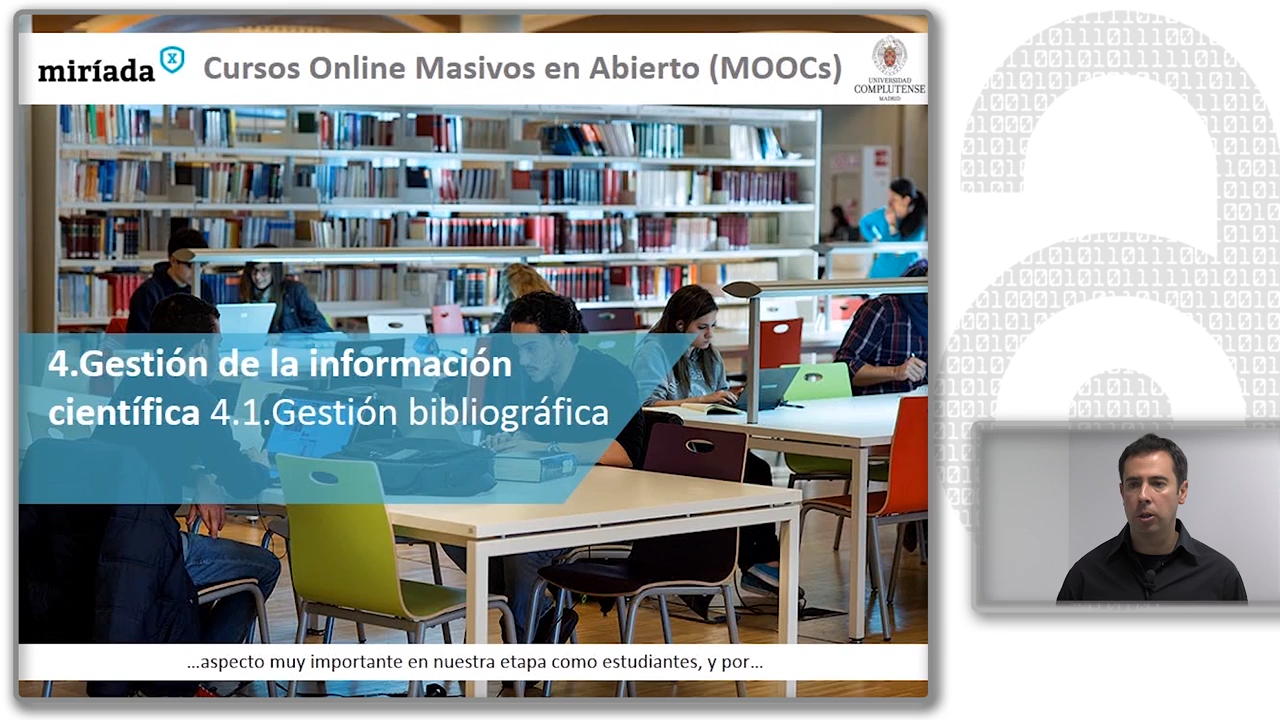 miríada x
Cursos Online Masivos en Abierto (MOOCs)
UNIVERSIDAD
COMPLUTENSE
MADRID
4.Gestión de la información
científica 4.1.Gestión bibliográfica
...aspecto muy importante en nuestra etapa como estudiantes, y por...